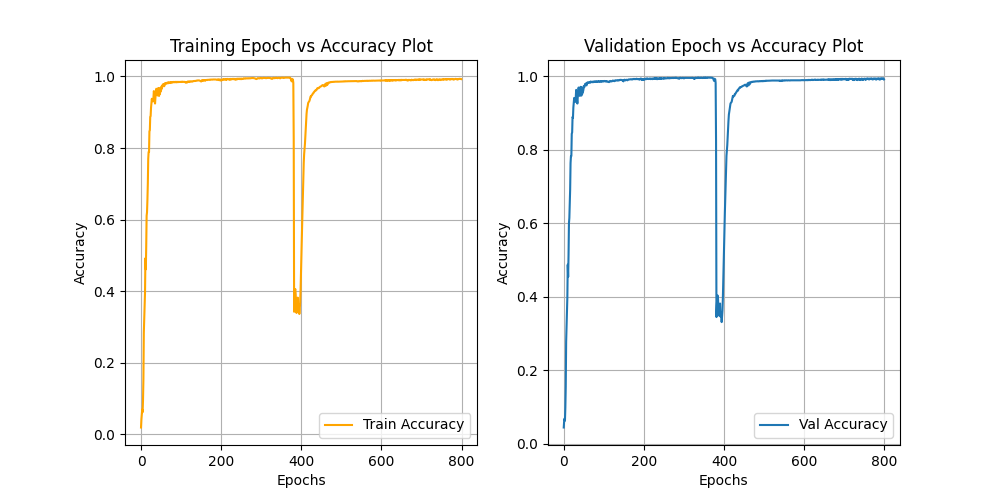 Training Epoch vs Accuracy Plot
1.0
0.8
0.6
0.4
0.2
0.0
Accuracy
0 200 400 600 800
Epochs
Train Accuracy
Validation Epoch vs Accuracy Plot
1.0
0.8
0.6
0.4
0.2
0.0
Accuracy
0 200 400 600 800
Epochs
Val Accuracy